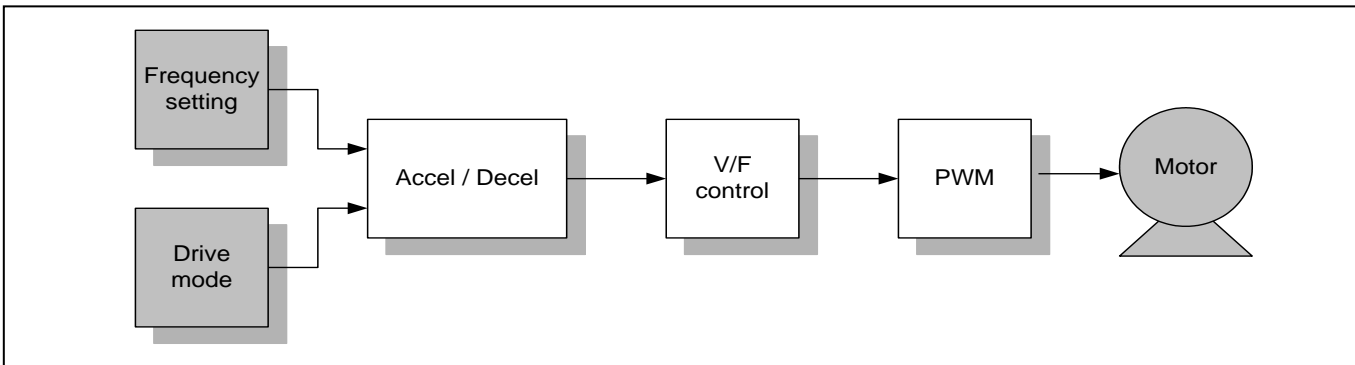 Frequency
setting
Drive
mode
Accel / Decel
V/F
control
PWM
Motor